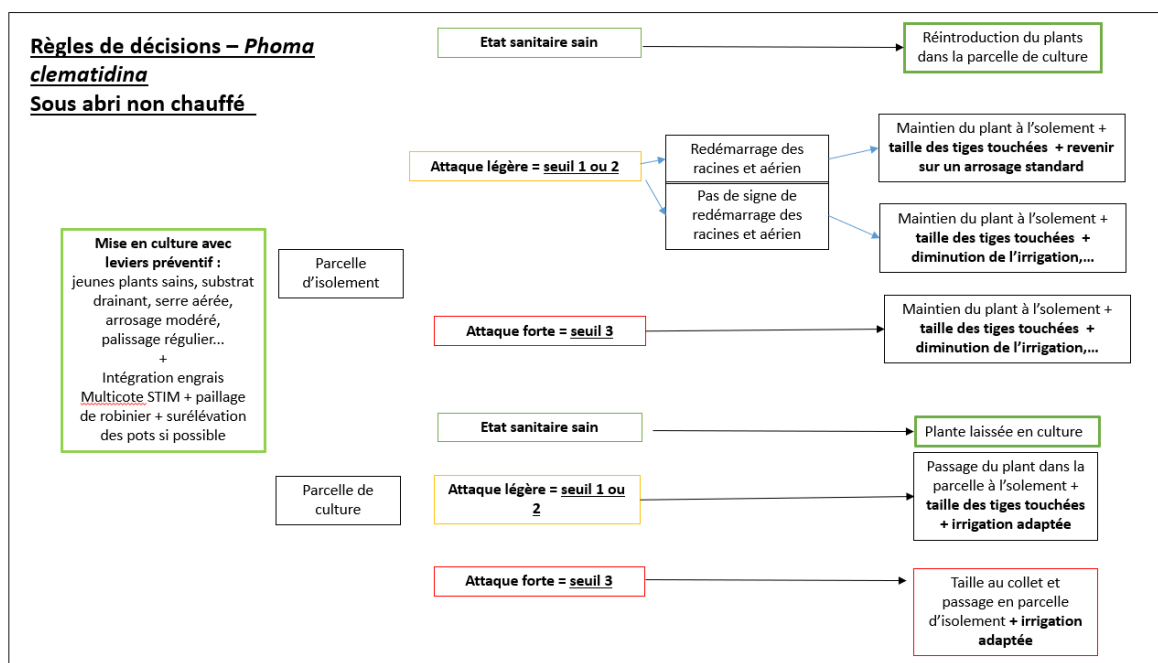 Règles de décisions – Phoma
clematidina
Sous abri non chauffé
Etat sanitaire sain
Réintroduction du plants
dans la parcelle de culture
Attaque légère = seuil 1 ou 2
Redémarrage des
racines et aérien
Maintien du plant à l'isolement +
taille des tiges touchées + revenir
sur un arrosage standard
Pas de signe de
redémarrage des
racines et aérien
Maintien du plant à l'isolement +
taille des tiges touchées +
diminution de l'irrigation,...
Mise en culture avec
leviers préventif :
jeunes plants sains, substrat
drainant, serre aérée,
arrosage modéré,
palissage régulier...
+
Intégration engrais
Multicote STIM + paillage
de robinier + surélévation
des pots si possible
Parcelle
d'isolement
Attaque forte = seuil 3
Maintien du plant à l'isolement +
taille des tiges touchées +
diminution de l'irrigation,...
Etat sanitaire sain
Plante laissée en culture
Parcelle de
culture
Attaque légère = seuil 1 ou
2
Passage du plant dans la
parcelle à l'isolement +
taille des tiges touchées
+ irrigation adaptée
Attaque forte = seuil 3
Taille au collet et
passage en parcelle
d'isolement + irrigation
adaptée